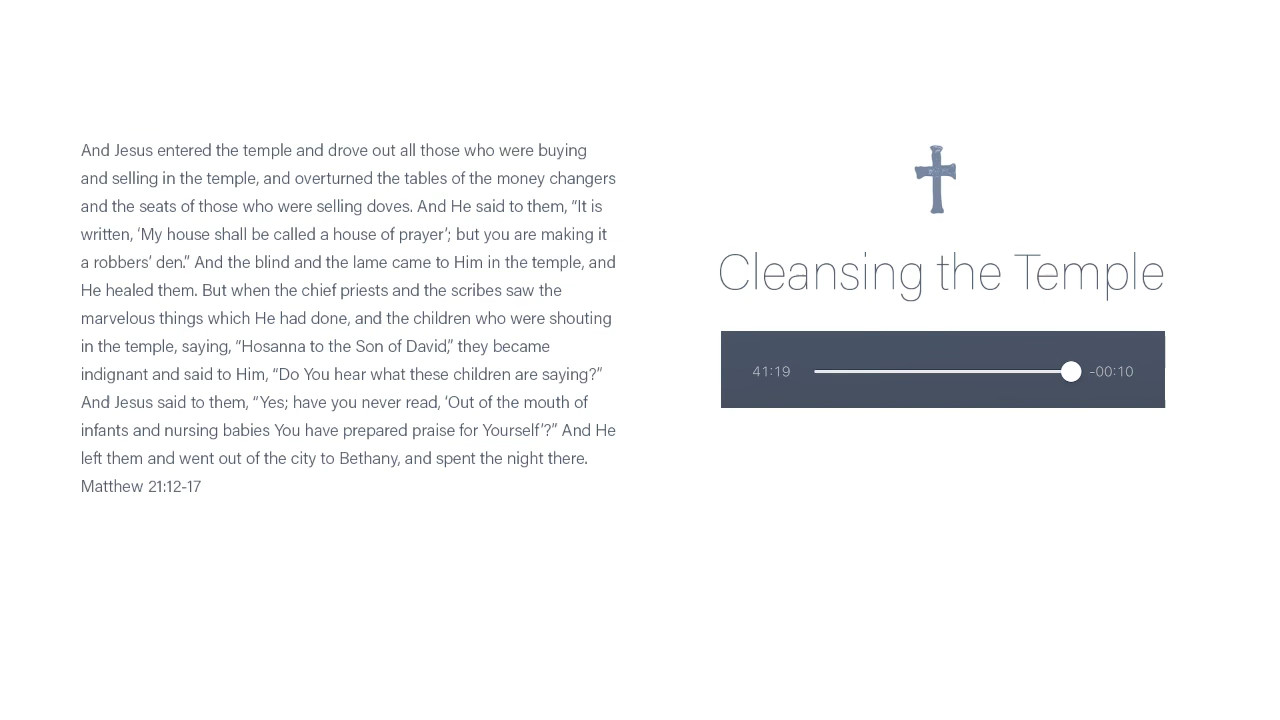 And Jesus entered the temple and drove out all those who were buying
and selling in the temple, and overturned the tables of the money changers
and the seats of those who were selling doves. And He said to them, “It is
written, ‘My house shall be called a house of prayer’; but you are making it
a robbers’ den.” And the blind and the lame came to Him in the temple, and
He healed them. But when the chief priests and the scribes saw the
marvelous things which He had done, and the children who were shouting
in the temple, saying, “Hosanna to the Son of David,” they became
indignant and said to Him, “Do You hear what these children are saying?”
And Jesus said to them, “Yes; have you never read, ‘Out of the mouth of
infants and nursing babies You have prepared praise for Yourself’?” And He
left them and went out of the city to Bethany, and spent the night there.
Matthew 21:12-17
Cleansing the Temple
41:19 -00:10